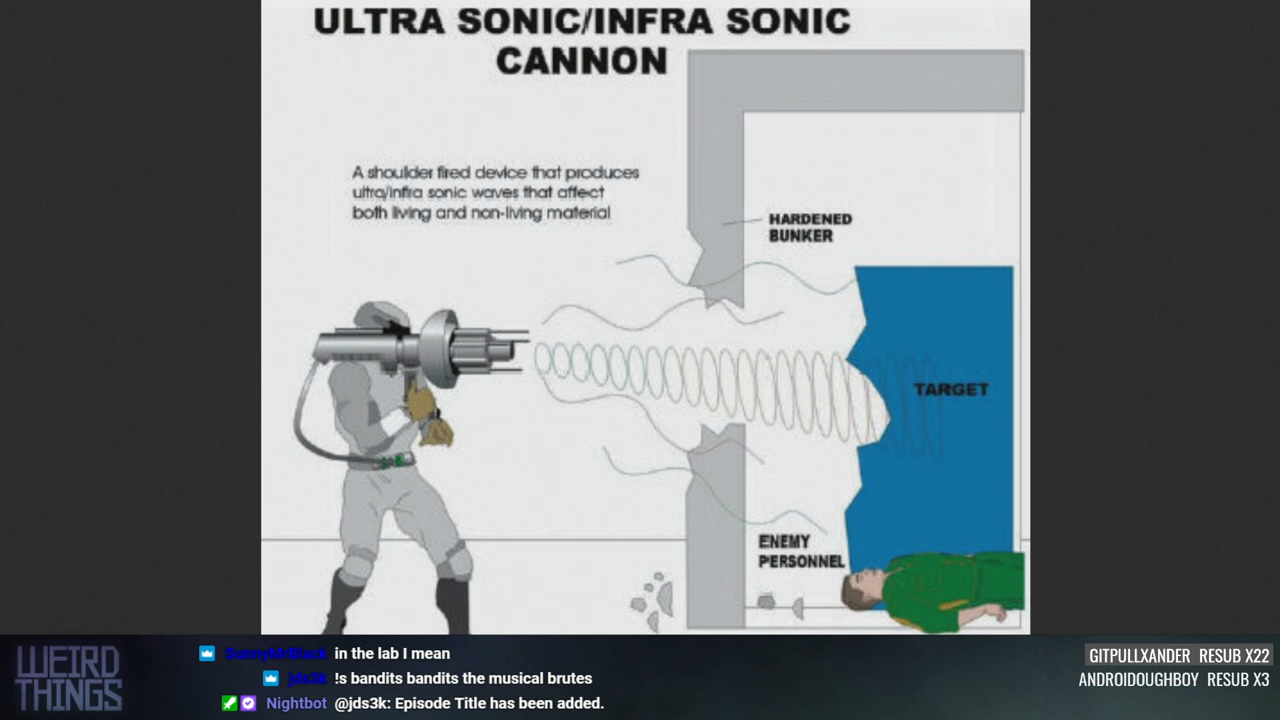 ULTRA SONIC/INFRA SONIC
CANNON
A shoulder fired device that produces
ultra/infra sonic waves that affect
both living and non-living material
HARDENED
BUNKER
TARGET
ENEMY
PERSONNEL
WEIRD
THINGS
SunnyMrBlack in the lab I mean
jds3k !s bandits bandits the musical brutes
Nightbot @jds3k: Episode Title has been added.
GITPULLXANDER RESUB X22
ANDROIDOUGHBOY RESUB X3